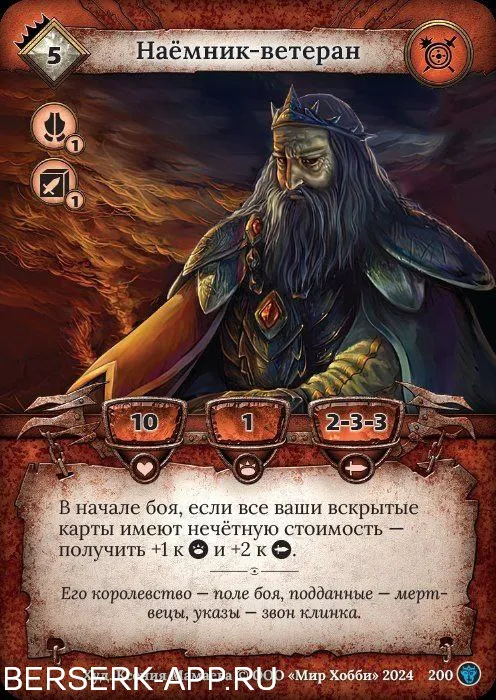 5
Наёмник-ветеран
1
1
10
1
2-3-3
В начале боя, если все ваши вскрытые
карты имеют нечётную стоимость —
получить +1 к и +2 к .
Его королевство — поле боя, подданные — мерт-
вецы, указы — звон клинка.
ООО «Мир Хобби» 2024 200
BERSERK-APP.RU